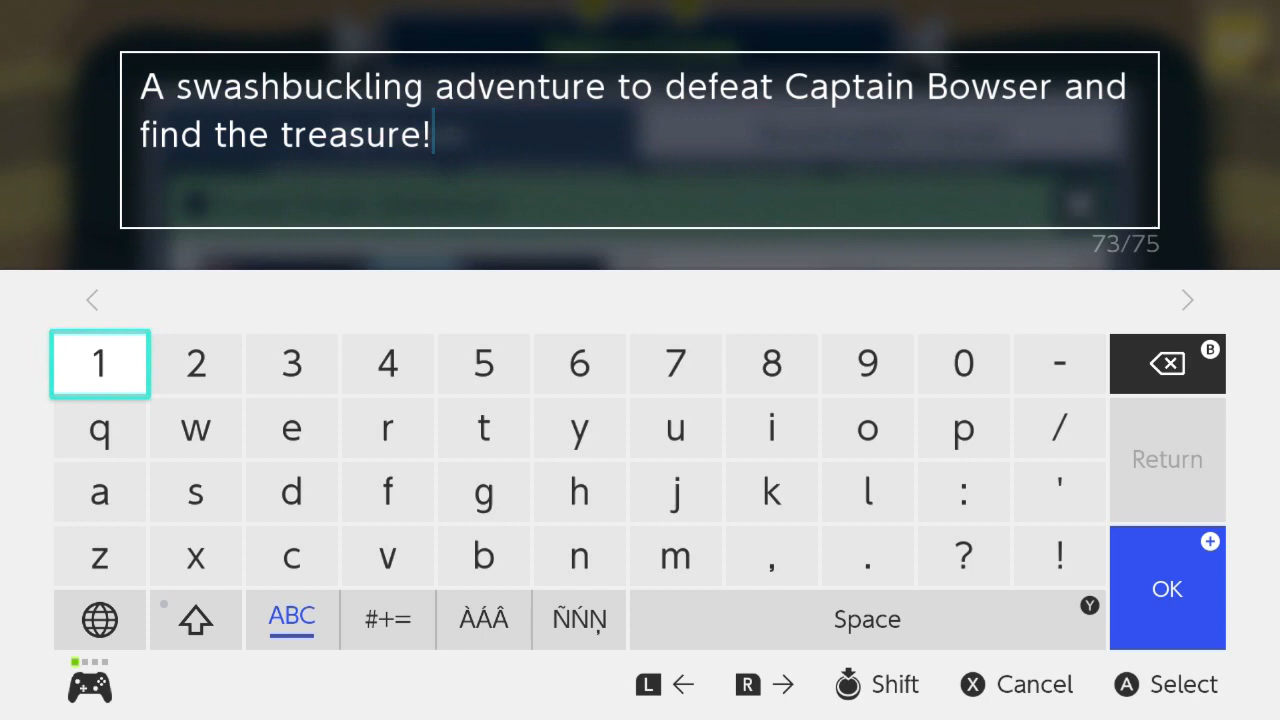 A swashbuckling adventure to defeat Captain Bowser and
find the treasure!
73/75
1 2 3 4 5 6 7 8 9 0 - B
q w e r t y u i o p / Return
a s d f g h j k l : '
z x c v b n m , . ? ! + OK
ABC #+= ÀÁÂ ÑŃŅ Space Y
L ← R → Shift X Cancel A Select